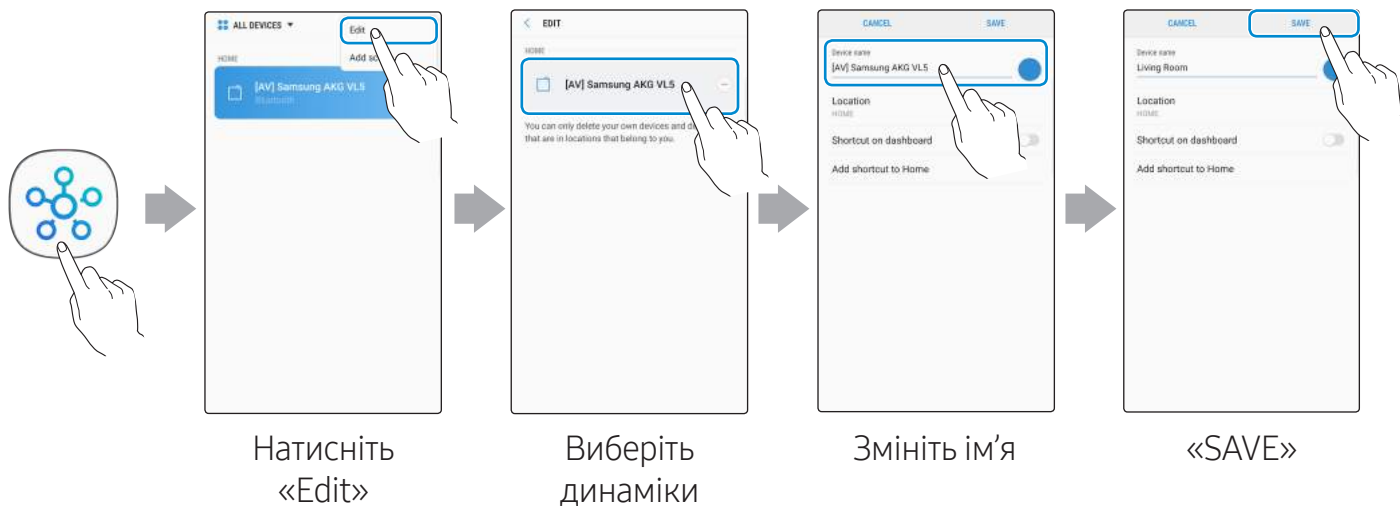 ALL DEVICES
Edit
HOME
Add
[AV] Samsung AKG VL5
Bluetooth
Натисніть
«Edit»
EDIT
HOME
[AV] Samsung AKG VL5
You can only delete your own devices and
that are in locations that belong to you.
Виберіть
динаміки
CANCEL SAVE
Device name
[AV] Samsung AKG VL5
Location
HOME
Shortcut on dashboard
Add shortcut to Home
Змініть ім’я
CANCEL SAVE
Device name
Living Room
Location
HOME
Shortcut on dashboard
Add shortcut to Home
«SAVE»